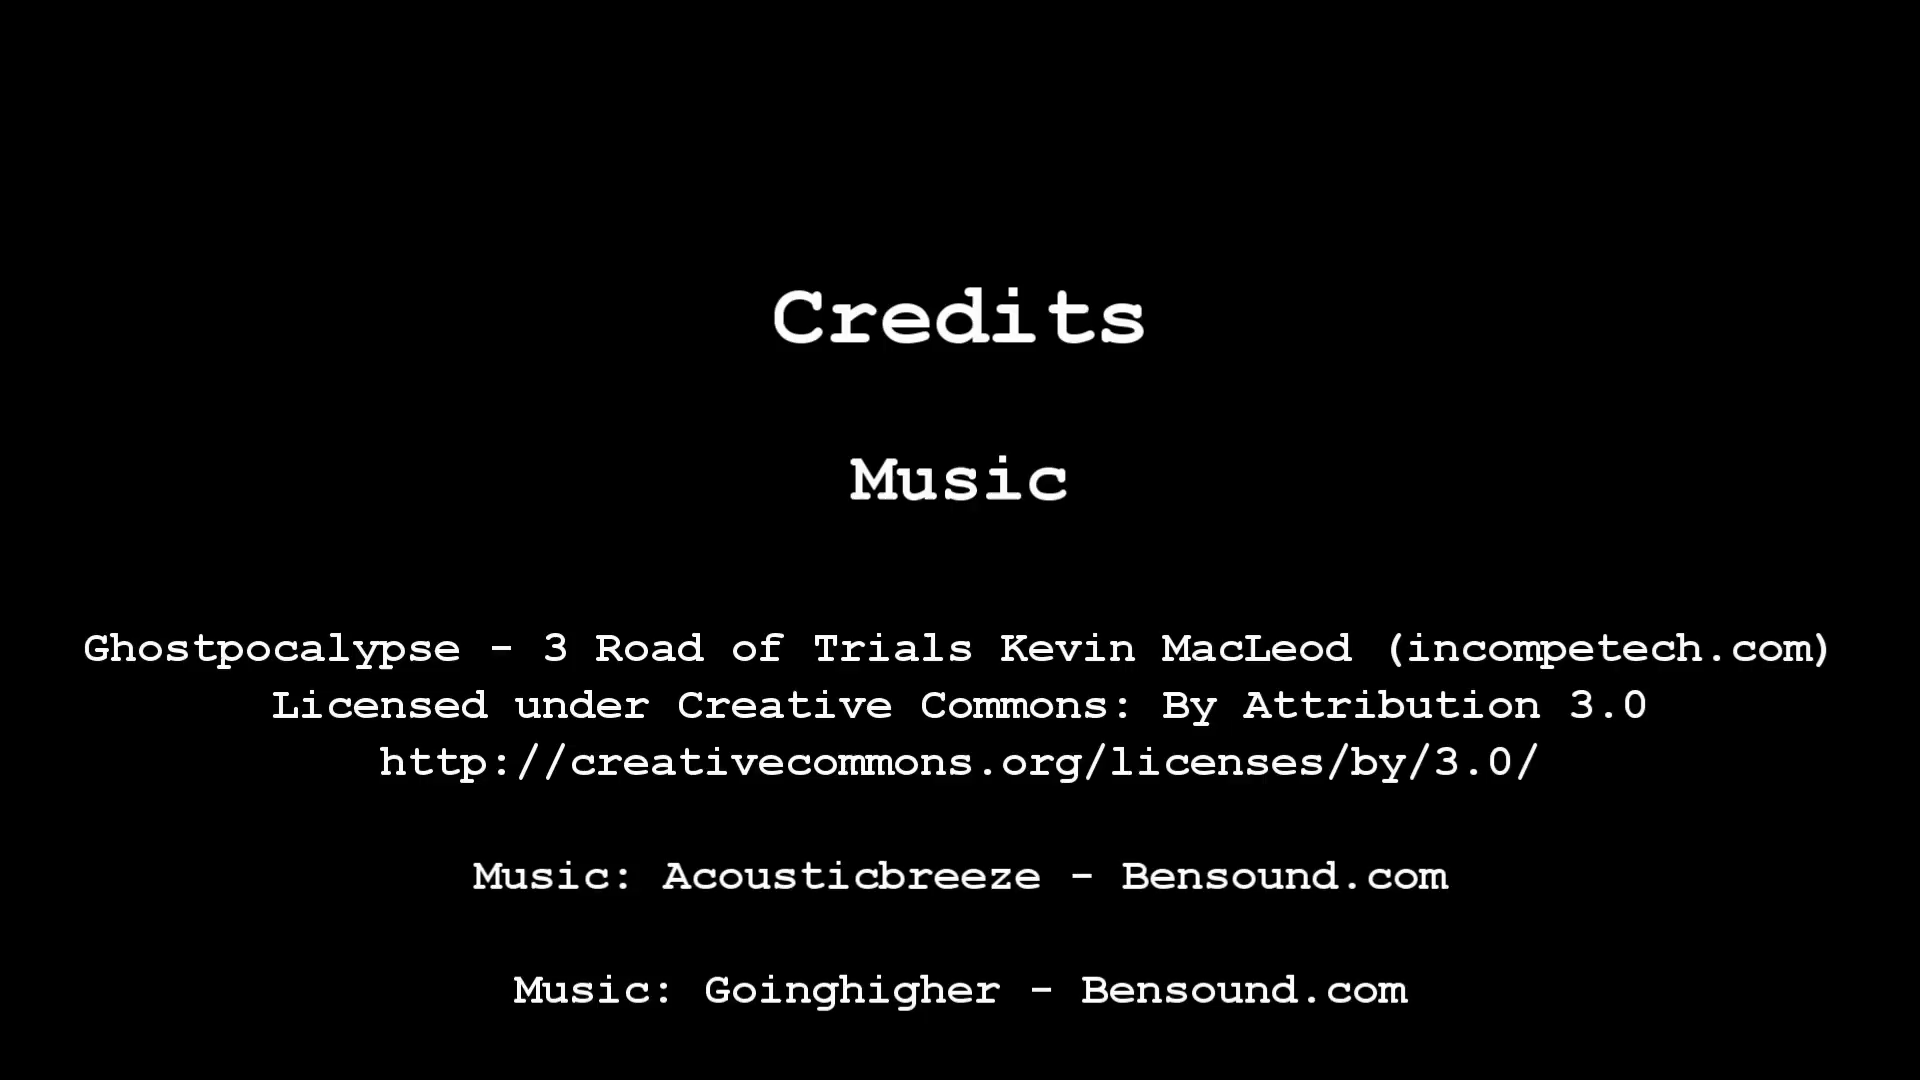 Credits
Music
Ghostpocalypse - 3 Road of Trials Kevin MacLeod (incompetech.com)
Licensed under Creative Commons: By Attribution 3.0
http://creativecommons.org/licenses/by/3.0/
Music: Acousticbreeze - Bensound.com
Music: Goinghigher - Bensound.com